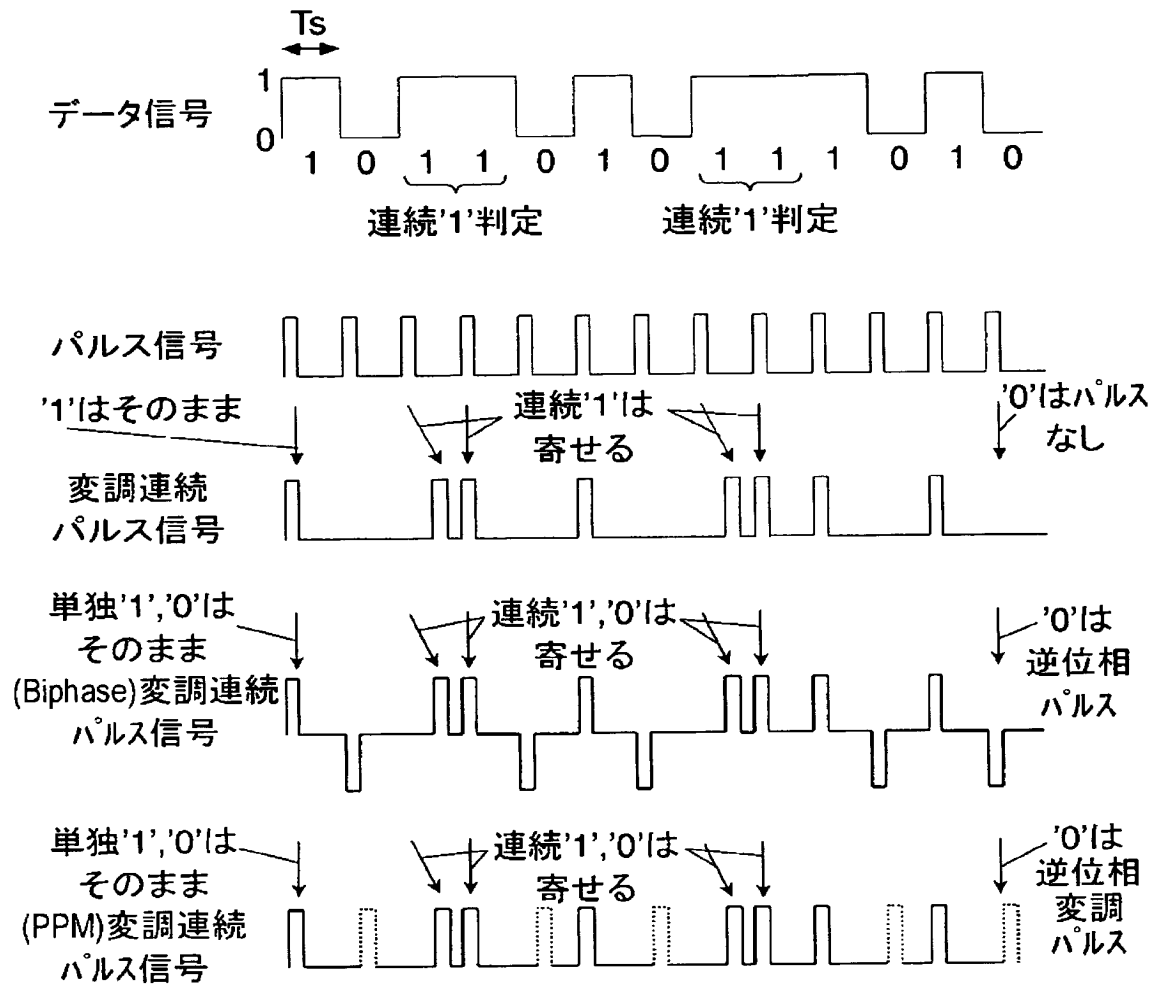 Ts
1
データ信号
0
1 0 1 1 0 1 0 1 1 1 0 1 0
連続'1'判定 連続'1'判定
パルス信号
'1'はそのまま
連続'1'は
寄せる
'0'はパルス
なし
変調連続
パルス信号
単独'1','0'は
そのまま
(Biphase)変調連続
パルス信号
連続'1','0'は
寄せる
'0'は
逆位相
パルス
単独'1','0'は
そのまま
(PPM)変調連続
パルス信号
連続'1','0'は
寄せる
'0'は
逆位相
変調
パルス